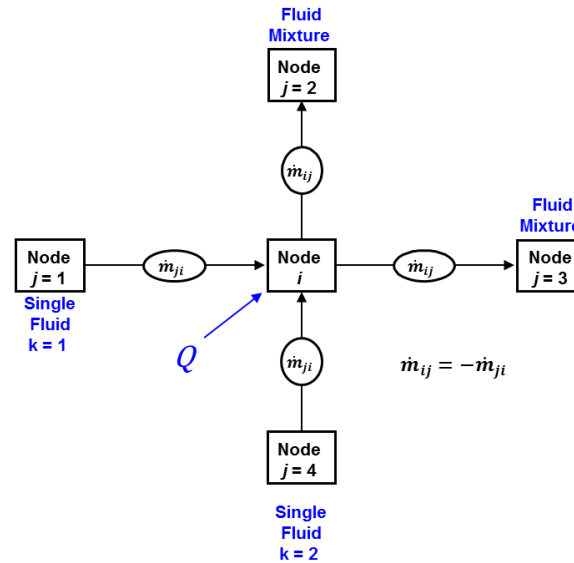 Fluid
Mixture
Node
j = 2
ṁij
Fluid
Mixture
Node
j = 1
ṁji
Node
i
ṁij
Node
j = 3
Single
Fluid
k = 1
Q
ṁji
ṁij = −ṁji
Node
j = 4
Single
Fluid
k = 2